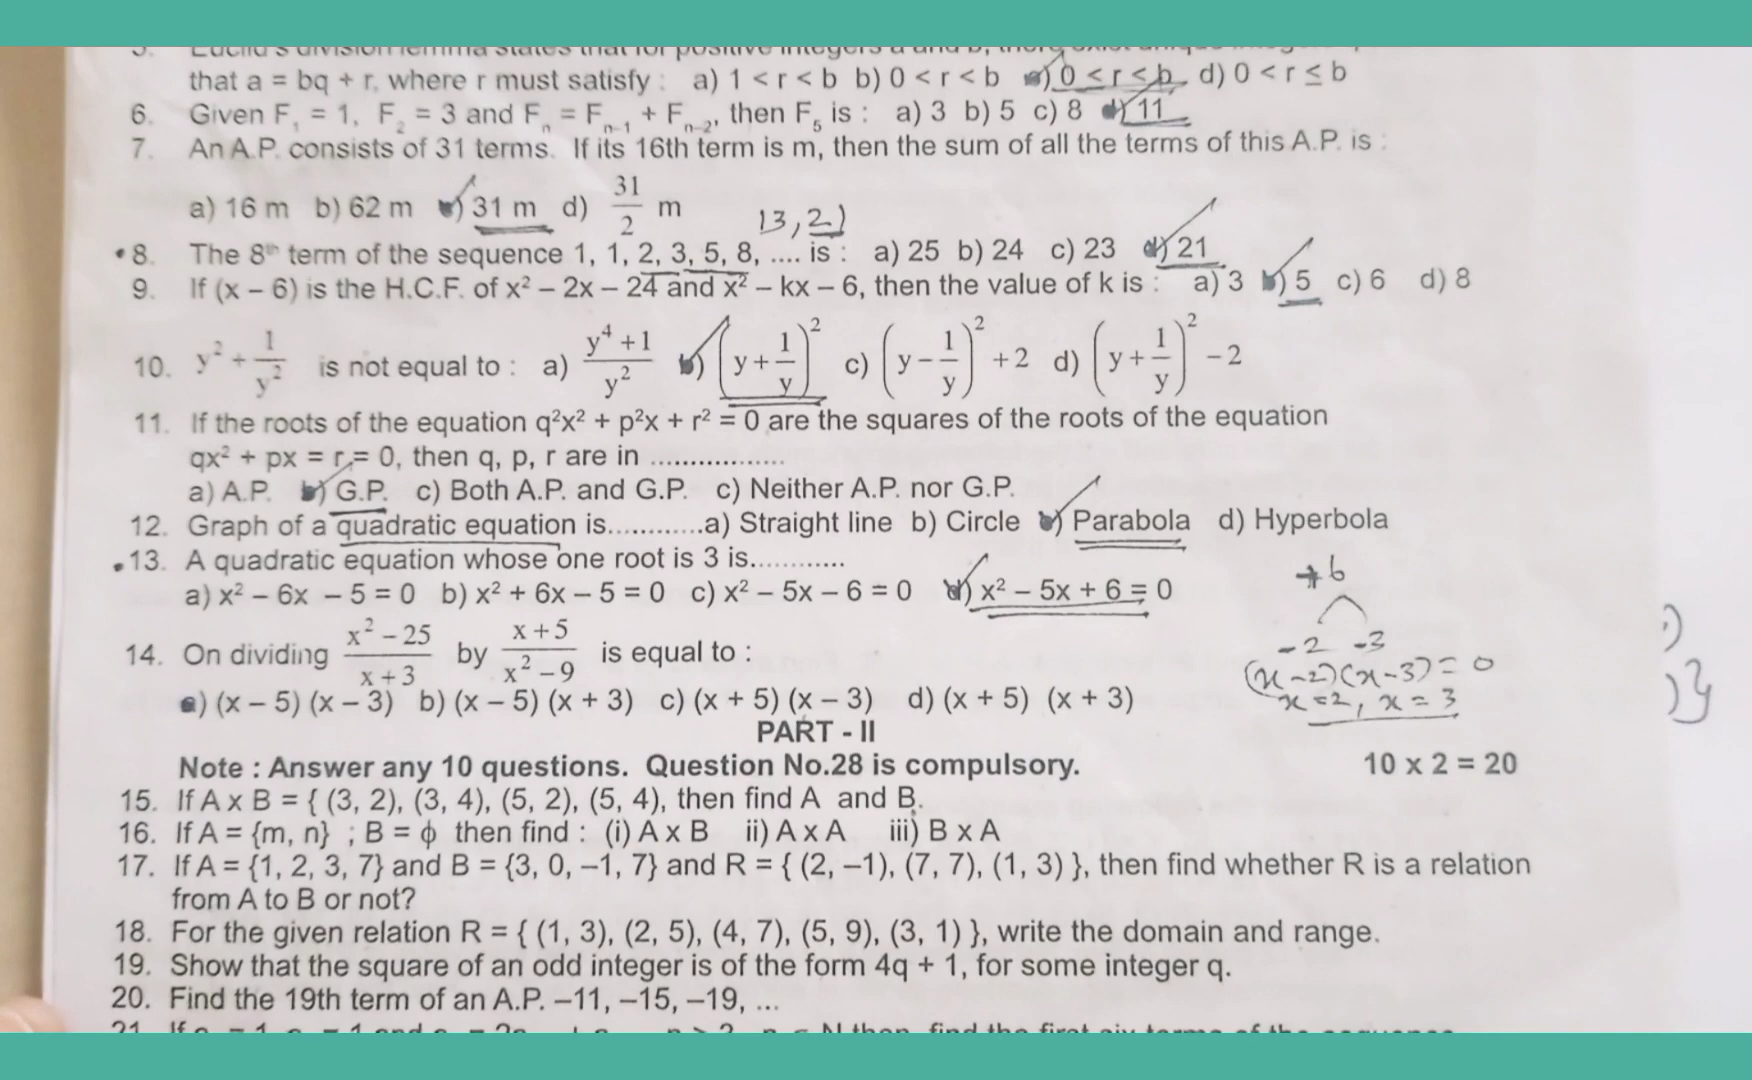 5. Euclid's division lemma states that for positive integers a and b, there exist unique integers
that a = bq + r, where r must satisfy : a) 1 < r < b b) 0 < r < b c) 0 ≤ r < b d) 0 < r ≤ b
6. Given F₁ = 1, F₂ = 3 and Fₙ = Fₙ₋₁ + Fₙ₋₂, then F₅ is : a) 3 b) 5 c) 8 d) 11
7. An A.P. consists of 31 terms. If its 16th term is m, then the sum of all the terms of this A.P. is :
a) 16 m b) 62 m c) 31 m d) 31/2 m
13, 21
8. The 8th term of the sequence 1, 1, 2, 3, 5, 8, .... is : a) 25 b) 24 c) 23 d) 21
9. If (x – 6) is the H.C.F. of x² – 2x – 24 and x² – kx – 6, then the value of k is : a) 3 b) 5 c) 6 d) 8
10. y² + 1/y² is not equal to : a) (y⁴ + 1)/y² b) (y + 1/y)² c) (y – 1/y)² + 2 d) (y + 1/y)² – 2
11. If the roots of the equation q²x² + p²x + r² = 0 are the squares of the roots of the equation
qx² + px = r = 0, then q, p, r are in .................
a) A.P. b) G.P. c) Both A.P. and G.P. c) Neither A.P. nor G.P.
12. Graph of a quadratic equation is............a) Straight line b) Circle c) Parabola d) Hyperbola
13. A quadratic equation whose one root is 3 is............
a) x² – 6x – 5 = 0 b) x² + 6x – 5 = 0 c) x² – 5x – 6 = 0 d) x² – 5x + 6 = 0
+6
-2 -3
(x-2)(x-3) = 0
x=2, x=3
14. On dividing (x² – 25)/(x + 3) by (x + 5)/(x² – 9) is equal to :
a) (x – 5) (x – 3) b) (x – 5) (x + 3) c) (x + 5) (x – 3) d) (x + 5) (x + 3)
PART - II
Note : Answer any 10 questions. Question No.28 is compulsory. 10 x 2 = 20
15. If A x B = { (3, 2), (3, 4), (5, 2), (5, 4), then find A and B.
16. If A = {m, n} ; B = ϕ then find : (i) A x B ii) A x A iii) B x A
17. If A = {1, 2, 3, 7} and B = {3, 0, –1, 7} and R = { (2, –1), (7, 7), (1, 3) }, then find whether R is a relation
from A to B or not?
18. For the given relation R = { (1, 3), (2, 5), (4, 7), (5, 9), (3, 1) }, write the domain and range.
19. Show that the square of an odd integer is of the form 4q + 1, for some integer q.
20. Find the 19th term of an A.P. –11, –15, –19, ...